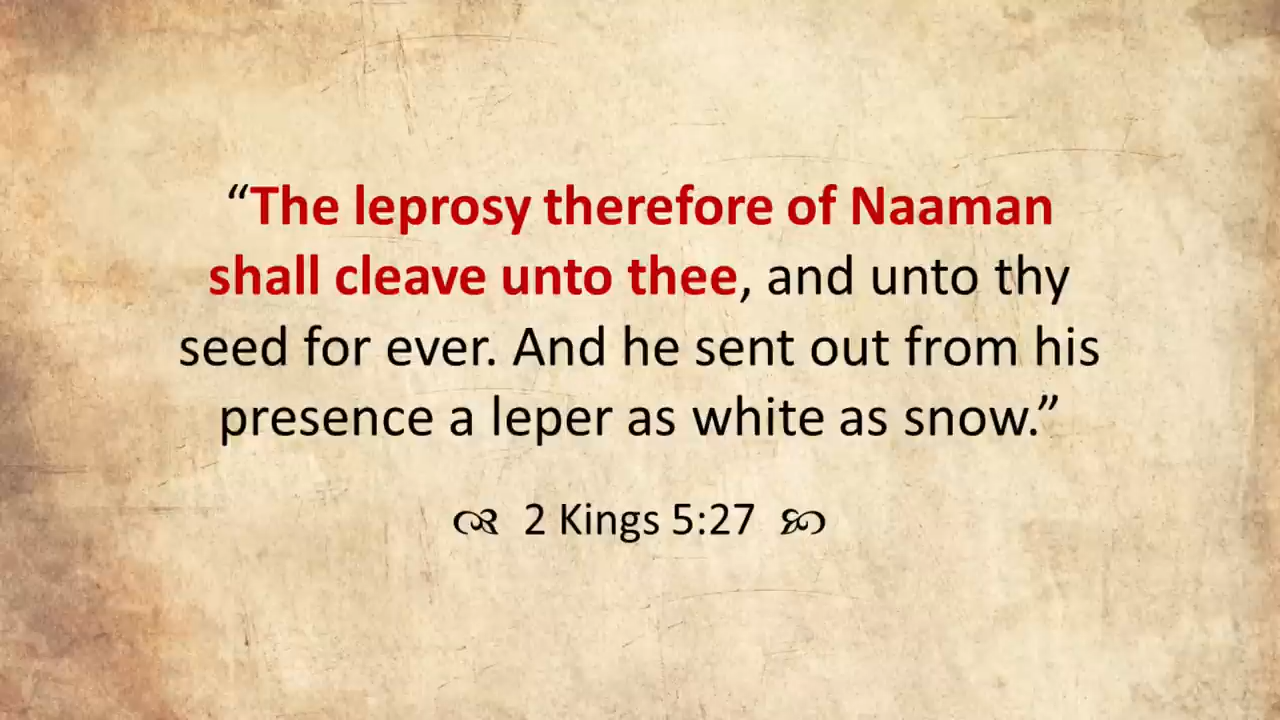 “The leprosy therefore of Naaman
shall cleave unto thee, and unto thy
seed for ever. And he sent out from his
presence a leper as white as snow.”
2 Kings 5:27